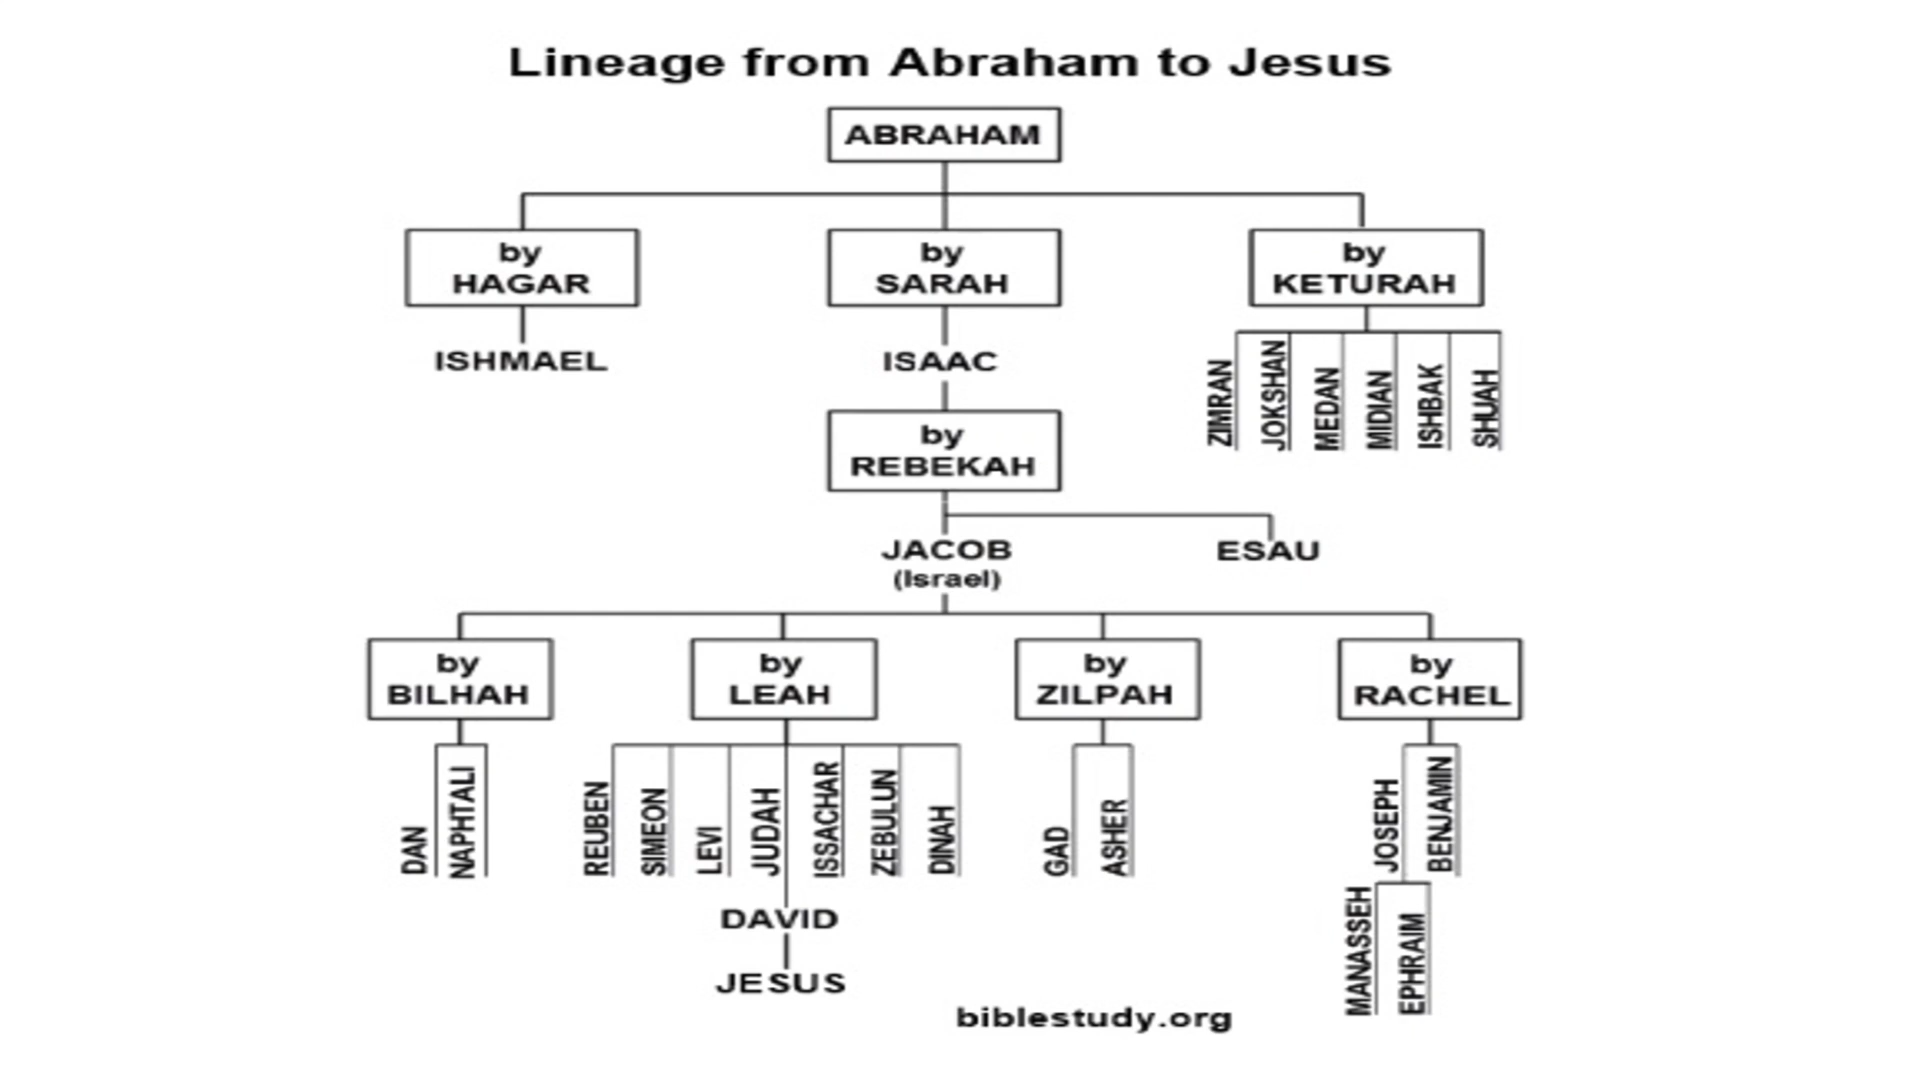 Lineage from Abraham to Jesus
ABRAHAM
by
HAGAR
by
SARAH
by
KETURAH
ISHMAEL
ISAAC
ZIMRAN
JOKSHAN
MEDAN
MIDIAN
ISHBAK
SHUAH
by
REBEKAH
JACOB
(Israel)
ESAU
by
BILHAH
by
LEAH
by
ZILPAH
by
RACHEL
DAN
NAPHTALI
REUBEN
SIMEON
LEVI
JUDAH
ISSACHAR
ZEBULUN
DINAH
GAD
ASHER
JOSEPH
BENJAMIN
MANASSEH
EPHRAIM
DAVID
JESUS
biblestudy.org